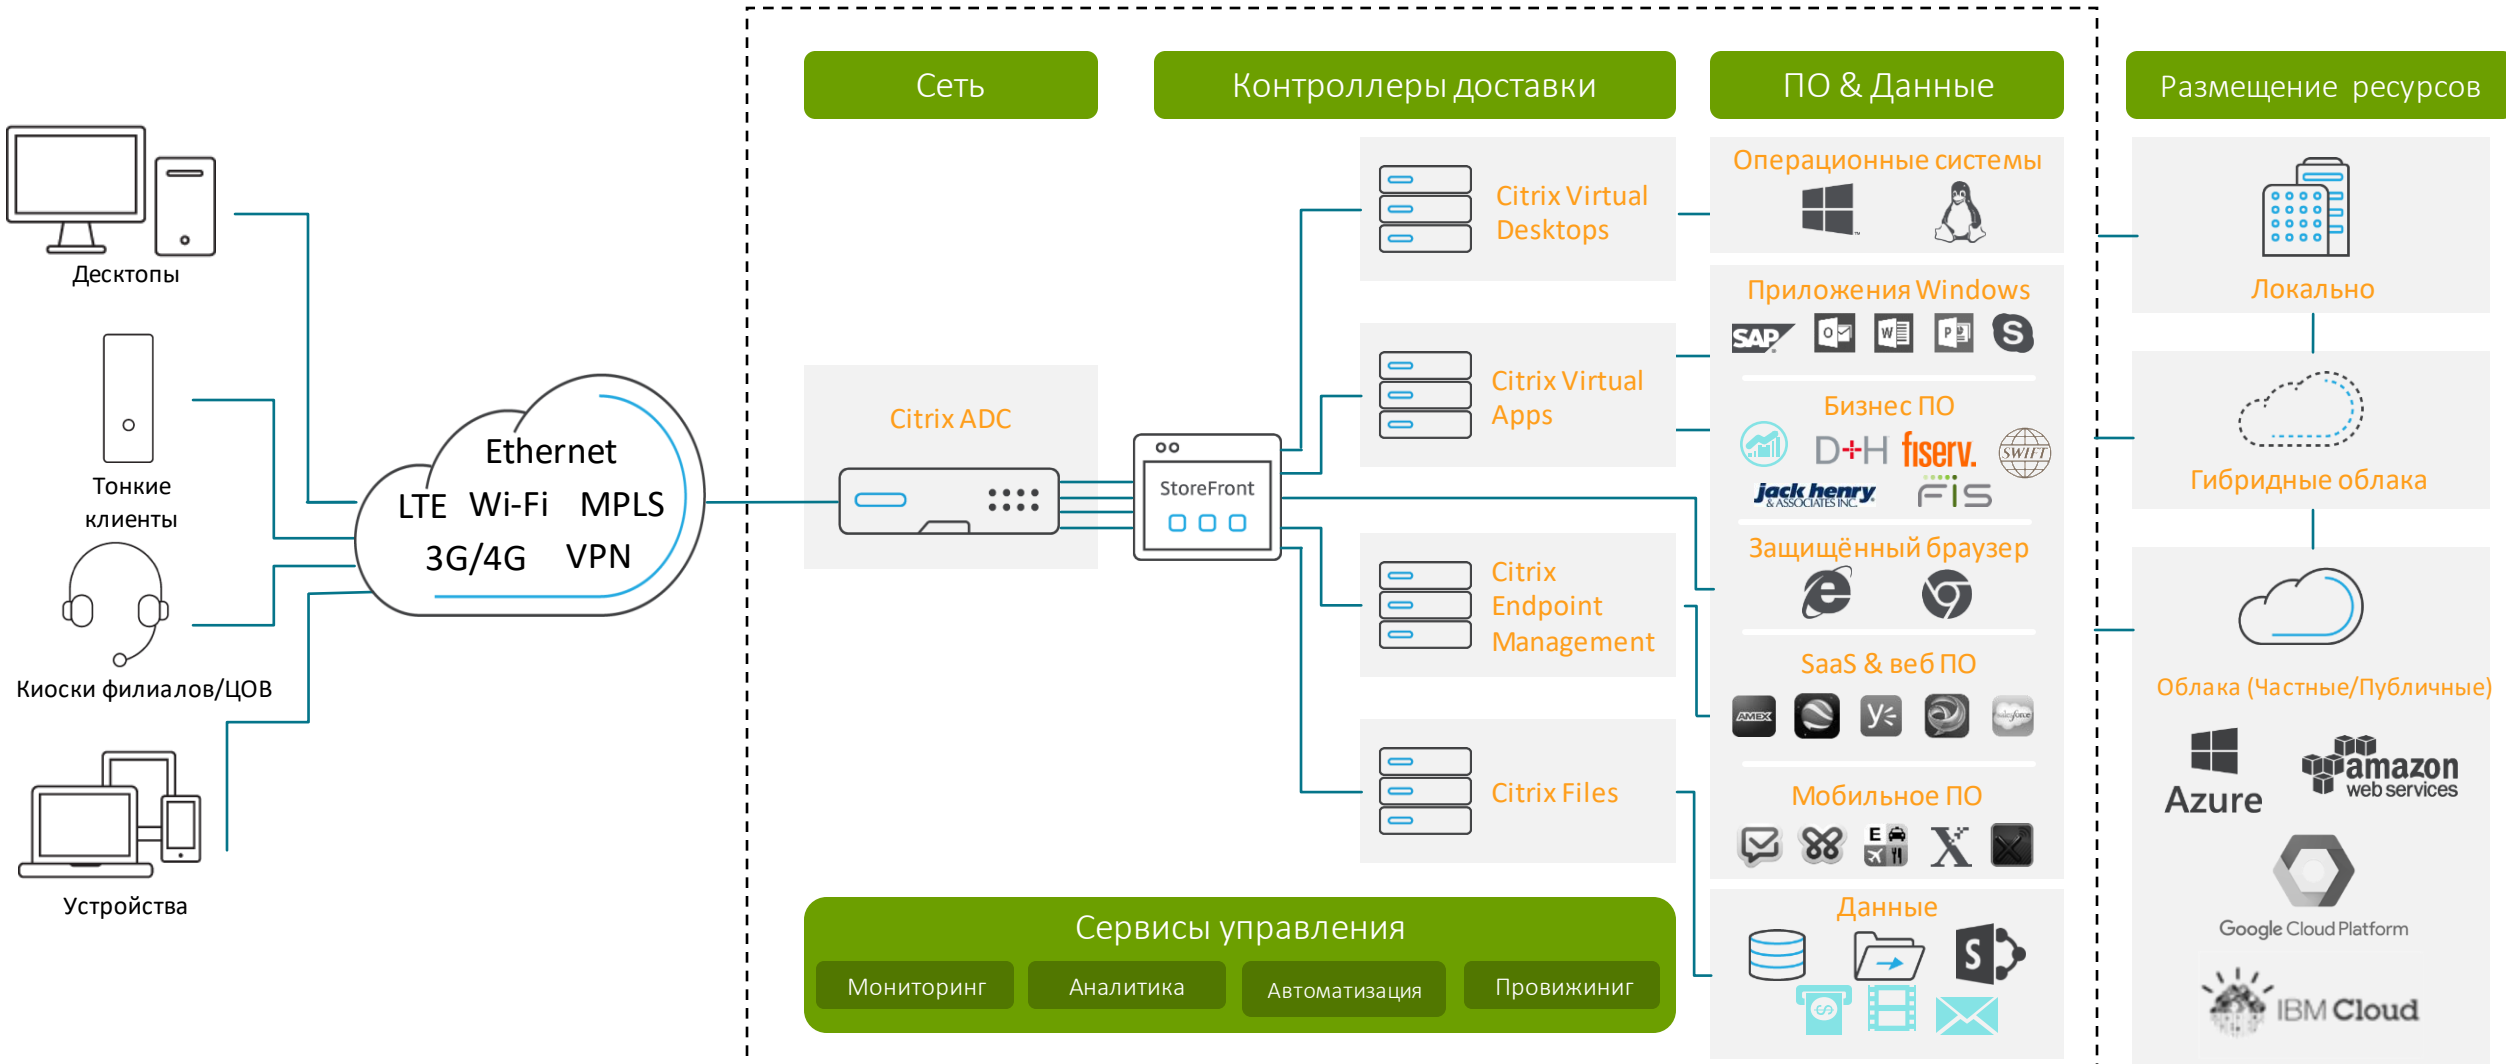 Сеть
Контроллеры доставки
ПО & Данные
Размещение ресурсов
Десктопы
Тонкие
клиенты
Киоски филиалов/ЦОВ
Устройства
Ethernet
LTE Wi-Fi MPLS
3G/4G VPN
Citrix ADC
StoreFront
Citrix Virtual
Desktops
Citrix Virtual
Apps
Citrix
Endpoint
Management
Citrix Files
Операционные системы
Приложения Windows
SAP
Бизнес ПО
D+H fiserv. SWIFT
jack henry
& ASSOCIATES INC.
FIS
Защищённый браузер
SaaS & веб ПО
AMEX
salesforce
Мобильное ПО
Данные
Локально
Гибридные облака
Облака (Частные/Публичные)
Azure
amazon
web services
Google Cloud Platform
IBM Cloud
Сервисы управления
Мониторинг
Аналитика
Автоматизация
Провижиниг